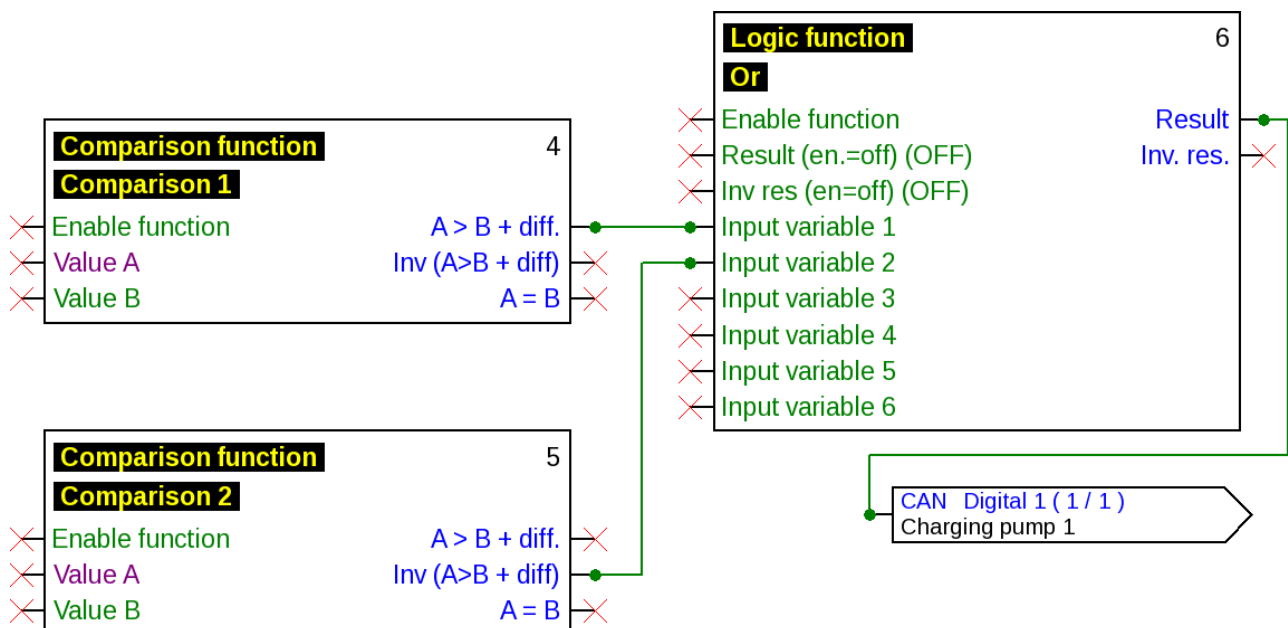 Comparison function 4
Comparison 1
Enable function A > B + diff.
Value A Inv (A>B + diff)
Value B A = B
Comparison function 5
Comparison 2
Enable function A > B + diff.
Value A Inv (A>B + diff)
Value B A = B
Logic function 6
Or
Enable function Result
Result (en.=off) (OFF) Inv. res.
Inv res (en=off) (OFF)
Input variable 1
Input variable 2
Input variable 3
Input variable 4
Input variable 5
Input variable 6
CAN Digital 1 ( 1 / 1 )
Charging pump 1